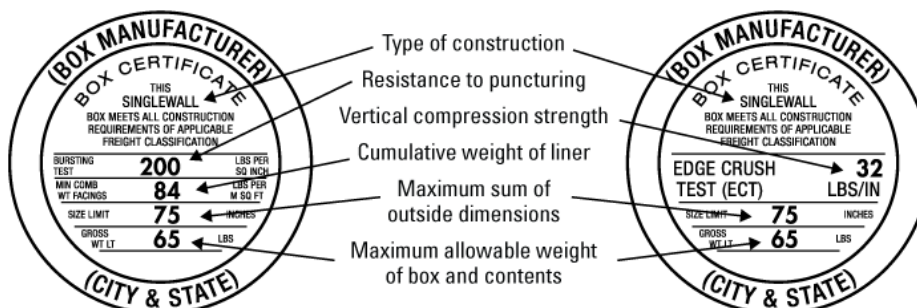 (BOX MANUFACTURER)
BOX CERTIFICATE
THIS
SINGLEWALL
BOX MEETS ALL CONSTRUCTION
REQUIREMENTS OF APPLICABLE
FREIGHT CLASSIFICATION
BURSTING TEST 200 LBS PER SQ INCH
MIN COMB WT FACINGS 84 LBS PER M SQ FT
SIZE LIMIT 75 INCHES
GROSS WT LT 65 LBS
(CITY & STATE)
Type of construction
Resistance to puncturing
Vertical compression strength
Cumulative weight of liner
Maximum sum of
outside dimensions
Maximum allowable weight
of box and contents
(BOX MANUFACTURER)
BOX CERTIFICATE
THIS
SINGLEWALL
BOX MEETS ALL CONSTRUCTION
REQUIREMENTS OF APPLICABLE
FREIGHT CLASSIFICATION
EDGE CRUSH 32
TEST (ECT) LBS/IN
SIZE LIMIT 75 INCHES
GROSS WT LT 65 LBS
(CITY & STATE)